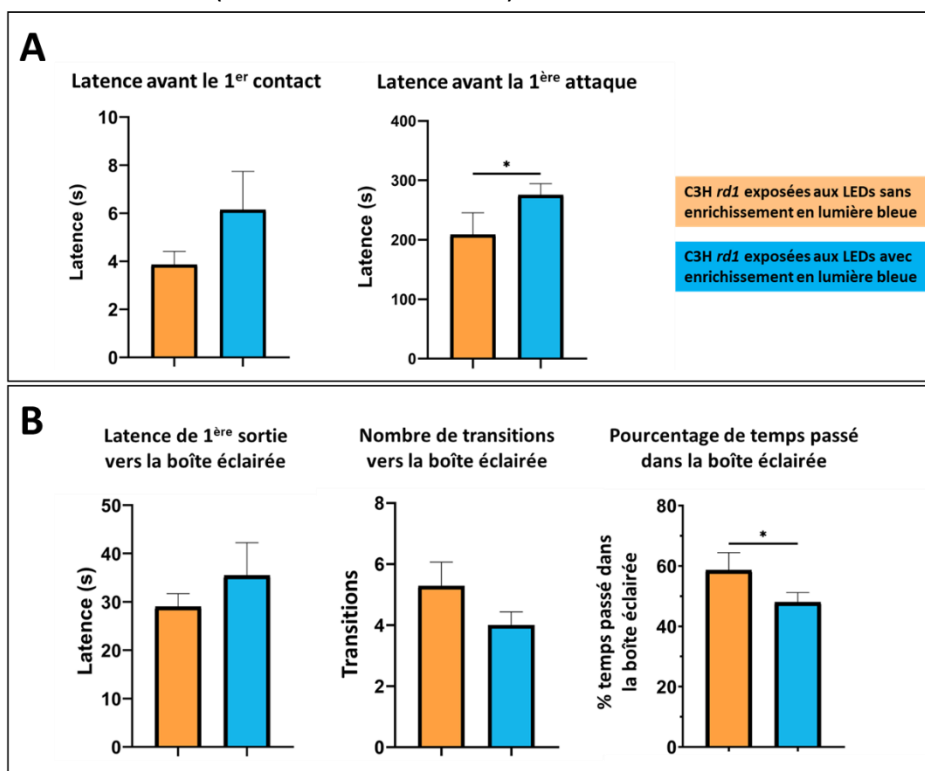 A
Latence avant le 1er contact
Latence (s)
10
8
6
4
2
0
Latence avant la 1ère attaque
Latence (s)
400
300
200
100
0
*
C3H rd1 exposées aux LEDs sans
enrichissement en lumière bleue
C3H rd1 exposées aux LEDs avec
enrichissement en lumière bleue
B
Latence de 1ère sortie
vers la boîte éclairée
Latence (s)
50
40
30
20
10
0
Nombre de transitions
vers la boîte éclairée
Transitions
8
6
4
2
0
Pourcentage de temps passé
dans la boîte éclairée
% temps passé dans
la boîte éclairée
80
60
40
20
0
*